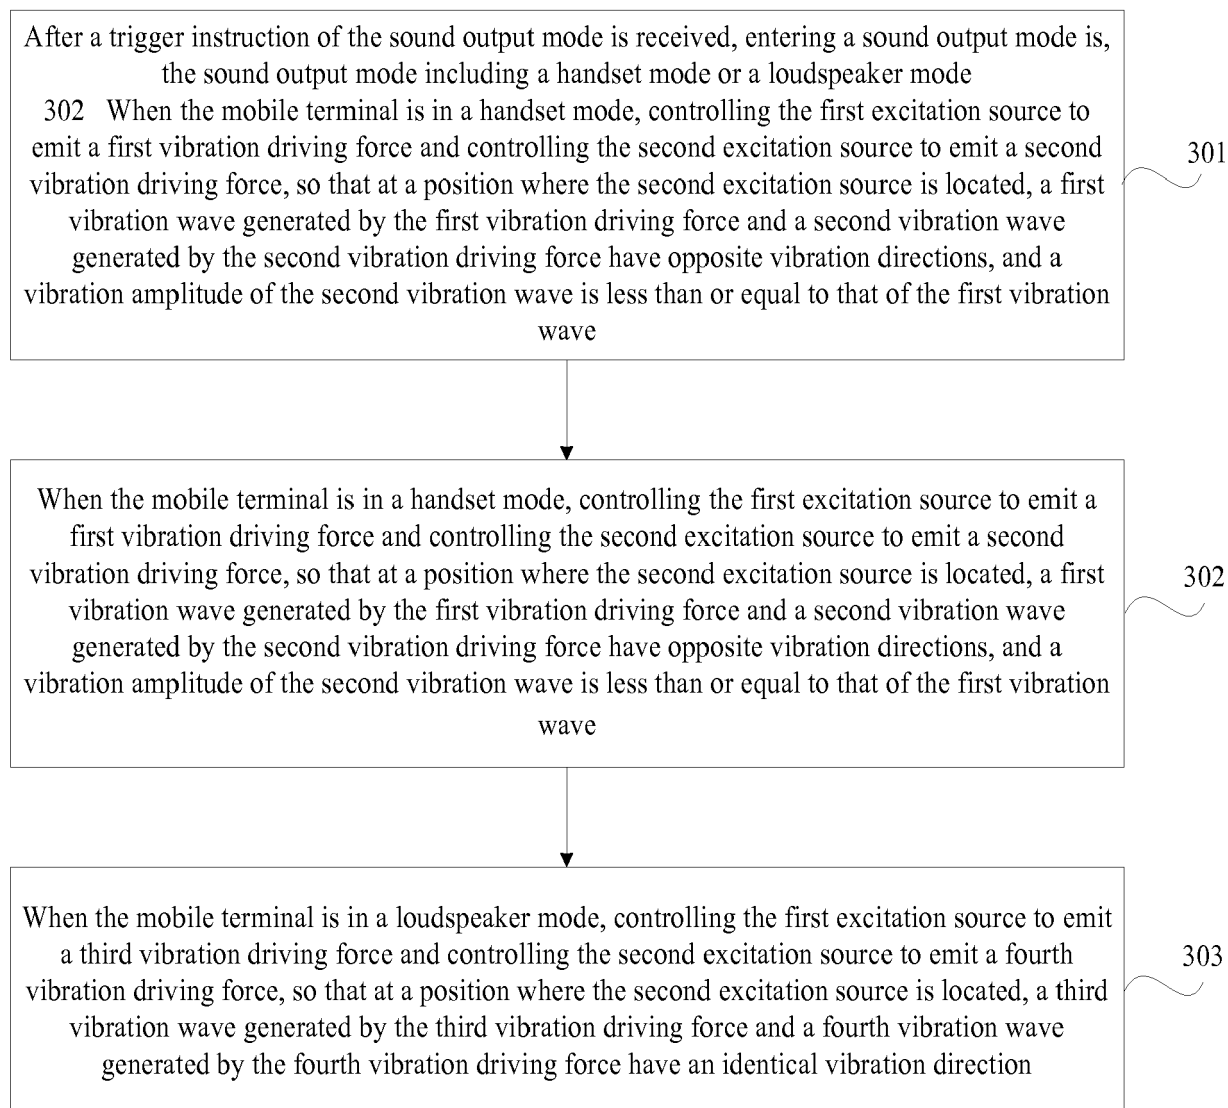 After a trigger instruction of the sound output mode is received, entering a sound output mode is,
the sound output mode including a handset mode or a loudspeaker mode
302 When the mobile terminal is in a handset mode, controlling the first excitation source to
emit a first vibration driving force and controlling the second excitation source to emit a second
vibration driving force, so that at a position where the second excitation source is located, a first
vibration wave generated by the first vibration driving force and a second vibration wave
generated by the second vibration driving force have opposite vibration directions, and a
vibration amplitude of the second vibration wave is less than or equal to that of the first vibration
wave
301
When the mobile terminal is in a handset mode, controlling the first excitation source to emit a
first vibration driving force and controlling the second excitation source to emit a second
vibration driving force, so that at a position where the second excitation source is located, a first
vibration wave generated by the first vibration driving force and a second vibration wave
generated by the second vibration driving force have opposite vibration directions, and a
vibration amplitude of the second vibration wave is less than or equal to that of the first vibration
wave
302
When the mobile terminal is in a loudspeaker mode, controlling the first excitation source to emit
a third vibration driving force and controlling the second excitation source to emit a fourth
vibration driving force, so that at a position where the second excitation source is located, a third
vibration wave generated by the third vibration driving force and a fourth vibration wave
generated by the fourth vibration driving force have an identical vibration direction
303